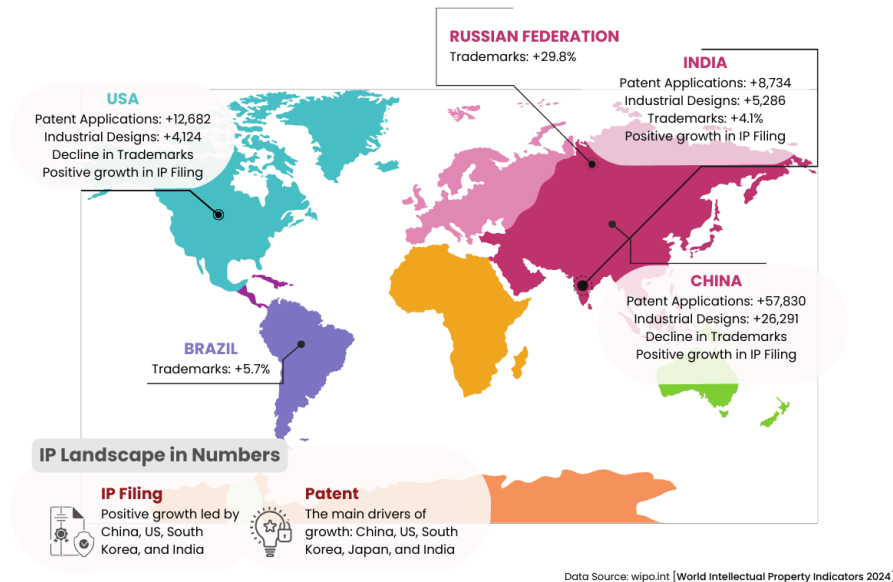 RUSSIAN FEDERATION
Trademarks: +29.8%
INDIA
Patent Applications: +8,734
Industrial Designs: +5,286
Trademarks: +4.1%
Positive growth in IP Filing
USA
Patent Applications: +12,682
Industrial Designs: +4,124
Decline in Trademarks
Positive growth in IP Filing
CHINA
Patent Applications: +57,830
Industrial Designs: +26,291
Decline in Trademarks
Positive growth in IP Filing
BRAZIL
Trademarks: +5.7%
IP Landscape in Numbers
IP Filing
Positive growth led by
China, US, South
Korea, and India
Patent
The main drivers of
growth: China, US, South
Korea, Japan, and India
Data Source: wipo.int [World Intellectual Property Indicators 2024]